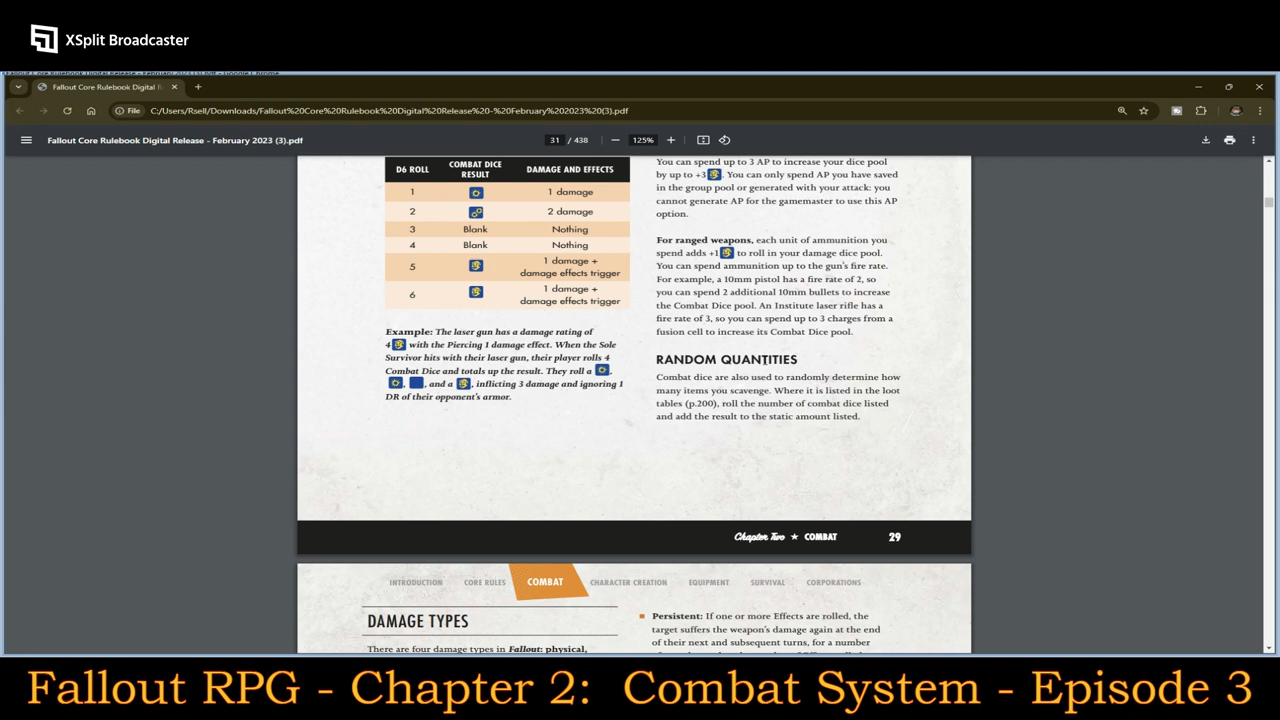 XSplit Broadcaster
Fallout Core Rulebook Digital R
C:/Users/Rsell/Downloads/Fallout%20Core%20Rulebook%20Digital%20Release%20-%20February%202023%20(3).pdf
File
Fallout Core Rulebook Digital Release - February 2023 (3).pdf
31 / 438
125%
D6 ROLL
COMBAT DICE
RESULT
DAMAGE AND EFFECTS
1
1 damage
2
2 damage
3
Blank
Nothing
4
Blank
Nothing
5
1 damage +
damage effects trigger
6
1 damage +
damage effects trigger
Example: The laser gun has a damage rating of
4 with the Piercing 1 damage effect. When the Sole
Survivor hits with their laser gun, their player rolls 4
Combat Dice and totals up the result. They roll a ,
, , and a , inflicting 3 damage and ignoring 1
DR of their opponent's armor.
You can spend up to 3 AP to increase your dice pool
by up to +3 . You can only spend AP you have saved
in the group pool or generated with your attack: you
cannot generate AP for the gamemaster to use this AP
option.
For ranged weapons, each unit of ammunition you
spend adds +1 to roll in your damage dice pool.
You can spend ammunition up to the gun's fire rate.
For example, a 10mm pistol has a fire rate of 2, so
you can spend 2 additional 10mm bullets to increase
the Combat Dice pool. An Institute laser rifle has a
fire rate of 3, so you can spend up to 3 charges from a
fusion cell to increase its Combat Dice pool.
RANDOM QUANTITIES
Combat dice are also used to randomly determine how
many items you scavenge. Where it is listed in the loot
tables (p.200), roll the number of combat dice listed
and add the result to the static amount listed.
Chapter Two ★ COMBAT 29
INTRODUCTION CORE RULES COMBAT CHARACTER CREATION EQUIPMENT SURVIVAL CORPORATIONS
DAMAGE TYPES
There are four damage types in Fallout: physical,
Persistent: If one or more Effects are rolled, the
target suffers the weapon's damage again at the end
of their next and subsequent turns, for a number
Fallout RPG - Chapter 2: Combat System - Episode 3